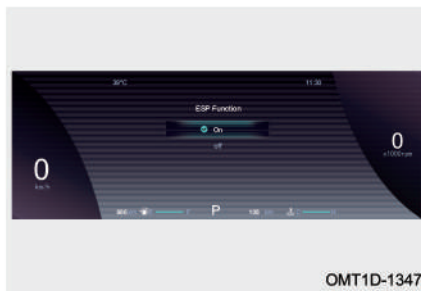 30°C 11:30
ESP Function
On
off
0
km/h
0
x1000rpm
P
OMT1D-1347